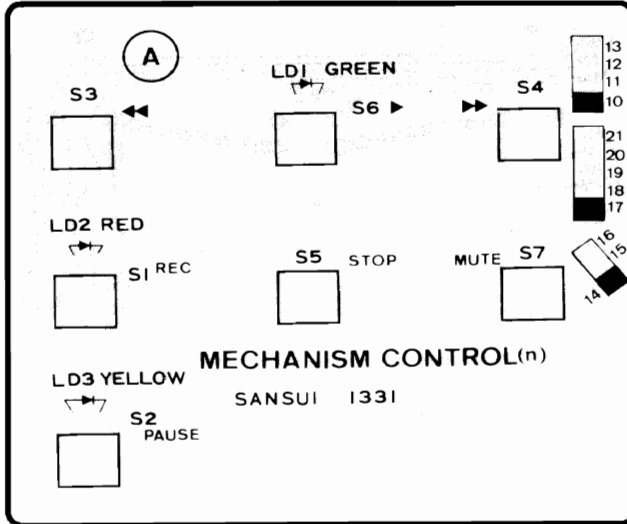 A
13
12
11
10
S3 ◀◀
LD1 GREEN
S6 ▶
▶▶ S4
21
20
19
18
17
LD2 RED
S1 REC
S5 STOP
MUTE S7
16
15
14
MECHANISM CONTROL(n)
SANSUI 1331
LD3 YELLOW
S2
PAUSE